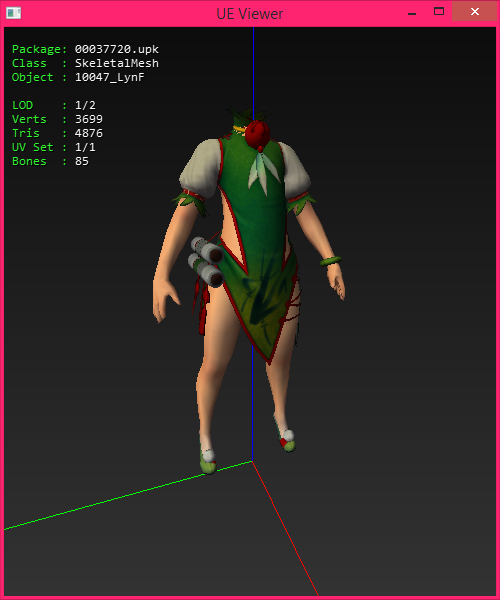 UE Viewer
Package: 00037720.upk
Class : SkeletalMesh
Object : 10047_LynF
LOD : 1/2
Verts : 3699
Tris : 4876
UV Set : 1/1
Bones : 85